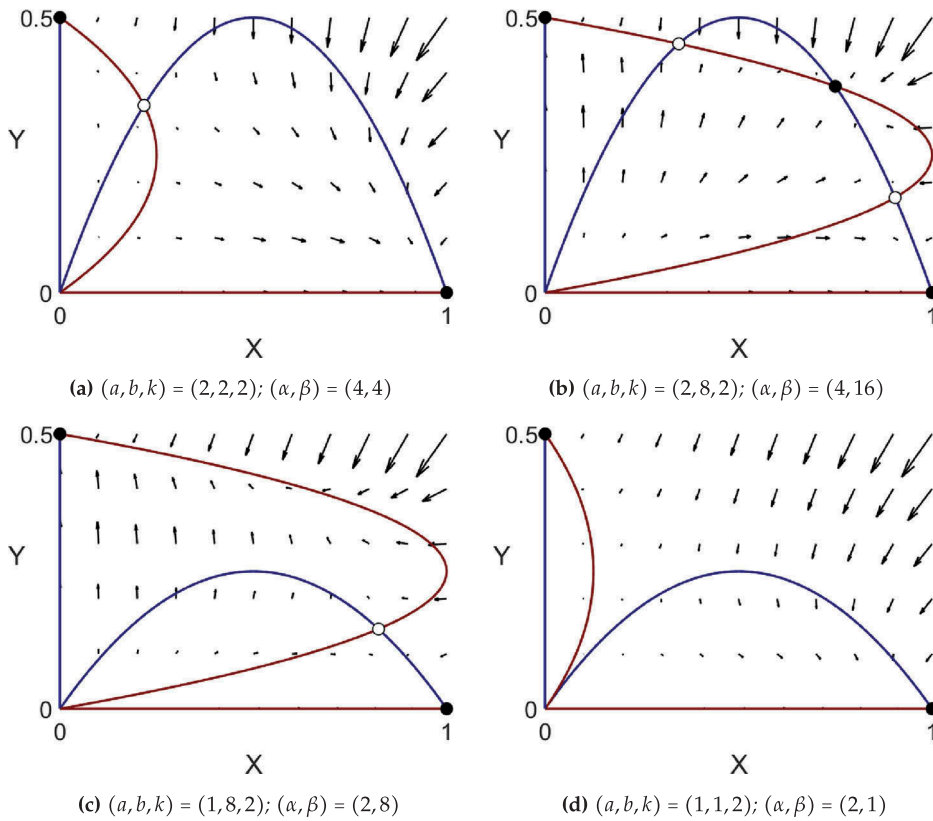 0.5
Y
0
0
1
X
(a) (a, b, k) = (2, 2, 2); (α, β) = (4, 4)
0.5
Y
0
0
1
X
(b) (a, b, k) = (2, 8, 2); (α, β) = (4, 16)
0.5
Y
0
0
1
X
(c) (a, b, k) = (1, 8, 2); (α, β) = (2, 8)
0.5
Y
0
0
1
X
(d) (a, b, k) = (1, 1, 2); (α, β) = (2, 1)